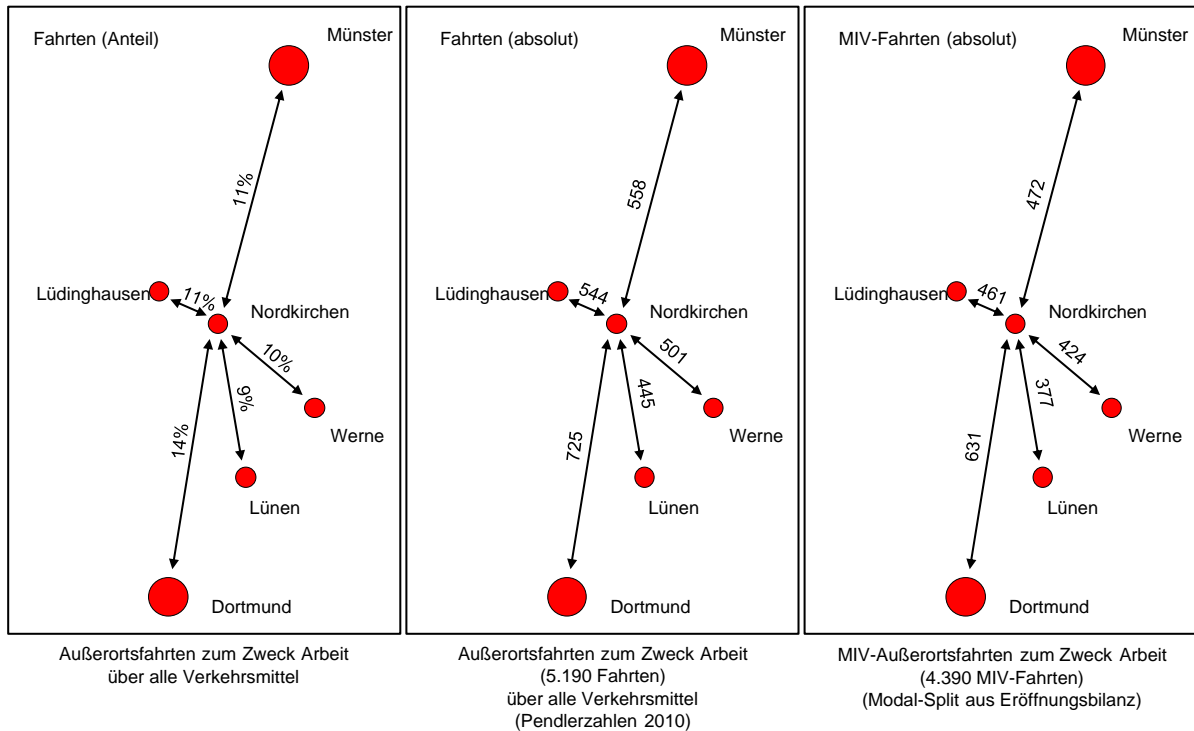 Fahrten (Anteil)
Münster
11%
Lüdinghausen
11%
Nordkirchen
10%
9%
14%
Werne
Lünen
Dortmund
Außerortsfahrten zum Zweck Arbeit
über alle Verkehrsmittel
Fahrten (absolut)
Münster
558
Lüdinghausen
544
Nordkirchen
501
445
725
Werne
Lünen
Dortmund
Außerortsfahrten zum Zweck Arbeit
(5.190 Fahrten)
über alle Verkehrsmittel
(Pendlerzahlen 2010)
MIV-Fahrten (absolut)
Münster
472
Lüdinghausen
461
Nordkirchen
424
377
631
Werne
Lünen
Dortmund
MIV-Außerortsfahrten zum Zweck Arbeit
(4.390 MIV-Fahrten)
(Modal-Split aus Eröffnungsbilanz)